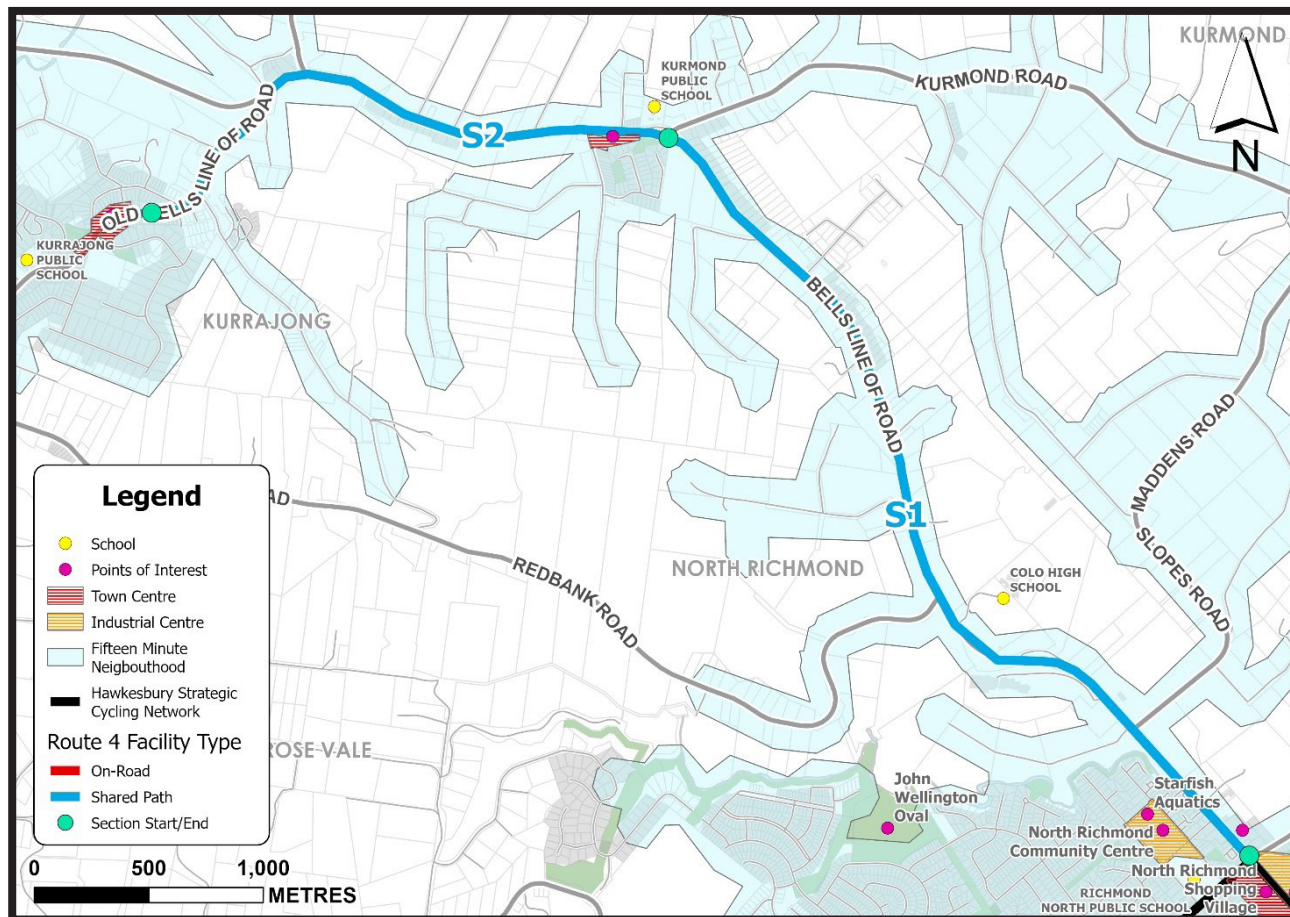 KURMOND
KURMOND
PUBLIC
SCHOOL
KURMOND ROAD
N
S2
OLD BELLS LINE OF ROAD
KURRAJONG
PUBLIC
SCHOOL
KURRAJONG
BELLS LINE OF ROAD
MADDENS ROAD
SLOPES ROAD
S1
NORTH RICHMOND
COLO HIGH
SCHOOL
AD
REDBANK ROAD
ROSE VALE
Legend
School
Points of Interest
Town Centre
Industrial Centre
Fifteen Minute
Neigbouthood
Hawkesbury Strategic
Cycling Network
Route 4 Facility Type
On-Road
Shared Path
Section Start/End
0 500 1,000
METRES
John
Wellington
Oval
Starfish
Aquatics
North Richmond
Community Centre
North Richmond
Shopping
Village
RICHMOND
NORTH PUBLIC SCHOOL